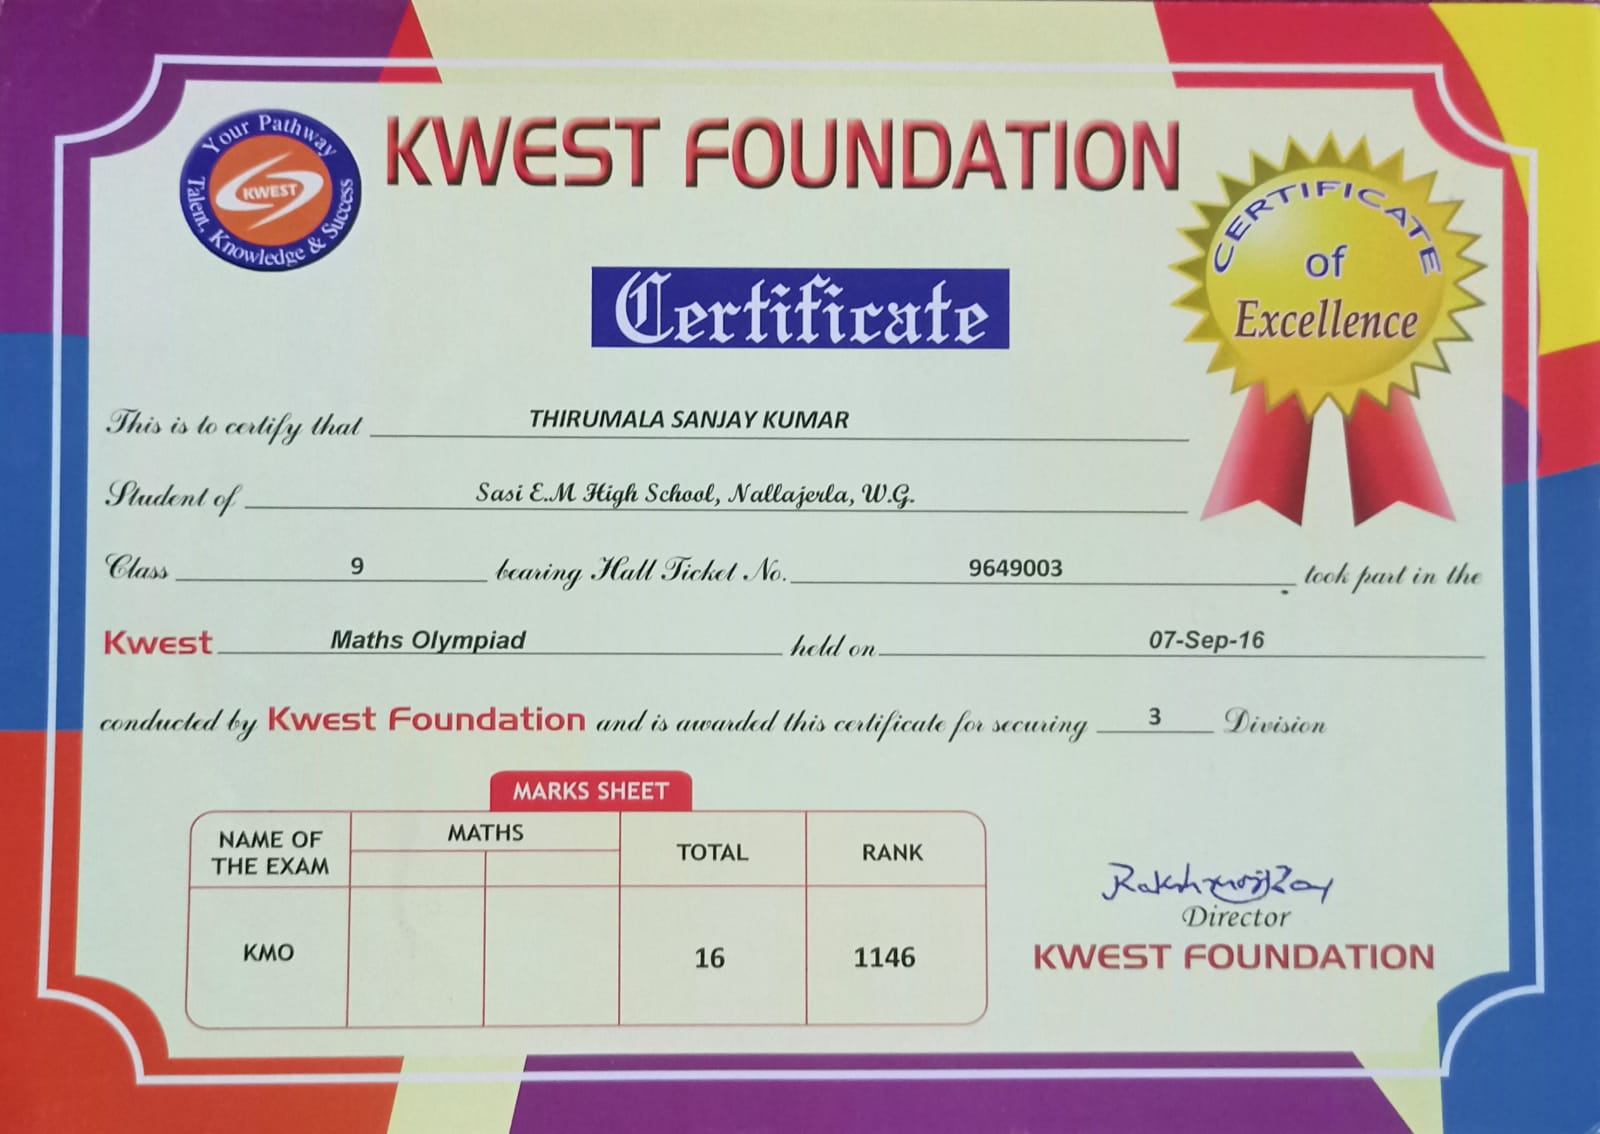 Your Pathway
KWEST
Talent, Knowledge & Success
KWEST FOUNDATION
CERTIFICATE
of
Excellence
Certificate
This is to certify that THIRUMALA SANJAY KUMAR
Student of Sasi E.M High School, Nallajerla, W.G.
Class 9 bearing Hall Ticket No. 9649003 took part in the
Kwest Maths Olympiad held on 07-Sep-16
conducted by Kwest Foundation and is awarded this certificate for securing 3 Division
MARKS SHEET
NAME OF THE EXAM MATHS TOTAL RANK
KMO 16 1146
Director
KWEST FOUNDATION